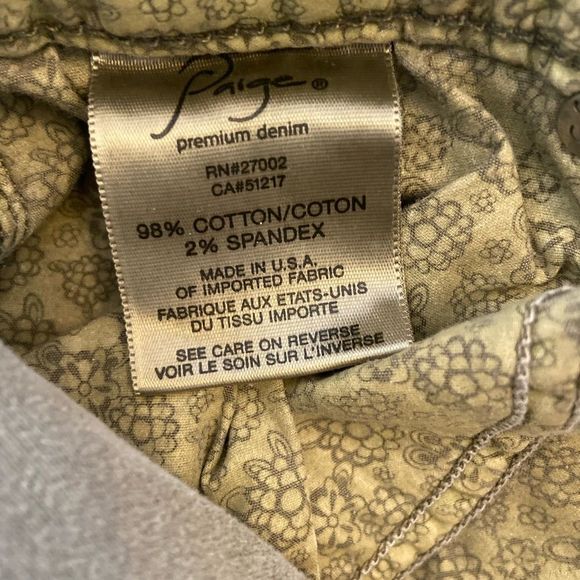 Paige®
premium denim
RN#27002
CA#51217
98% COTTON/COTON
2% SPANDEX
MADE IN U.S.A.
OF IMPORTED FABRIC
FABRIQUE AUX ETATS-UNIS
DU TISSU IMPORTE
SEE CARE ON REVERSE
VOIR LE SOIN SUR L'INVERSE